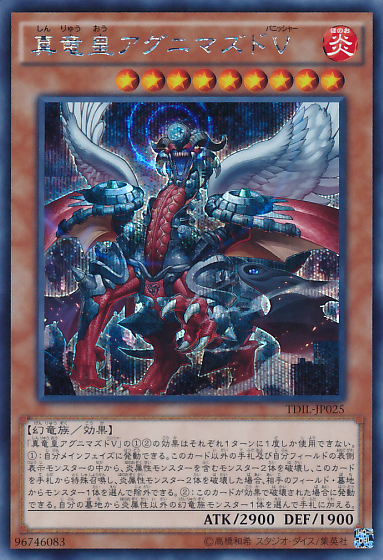 しん りゅう おう バニッシャー
真竜皇アグニマズドV
ほのお
炎
TDIL-JP025
【幻竜族/効果】
「真竜皇アグニマズドV」の①②の効果はそれぞれ1ターンに1度しか使用できない。
①:自分メインフェイズに発動できる。このカード以外の手札及び自分フィールドの表側
表示モンスターの中から、炎属性モンスターを含むモンスター2体を破壊し、このカード
を手札から特殊召喚し、炎属性モンスター2体を破壊した場合、相手のフィールド・墓地
からモンスター1体を選んで除外できる。②:このカードが効果で破壊された場合に発動
できる。自分の墓地から炎属性以外の幻竜族モンスター1体を選んで手札に加える。
ATK/2900 DEF/1900
96746083
©高橋和希 スタジオ・ダイス/集英社